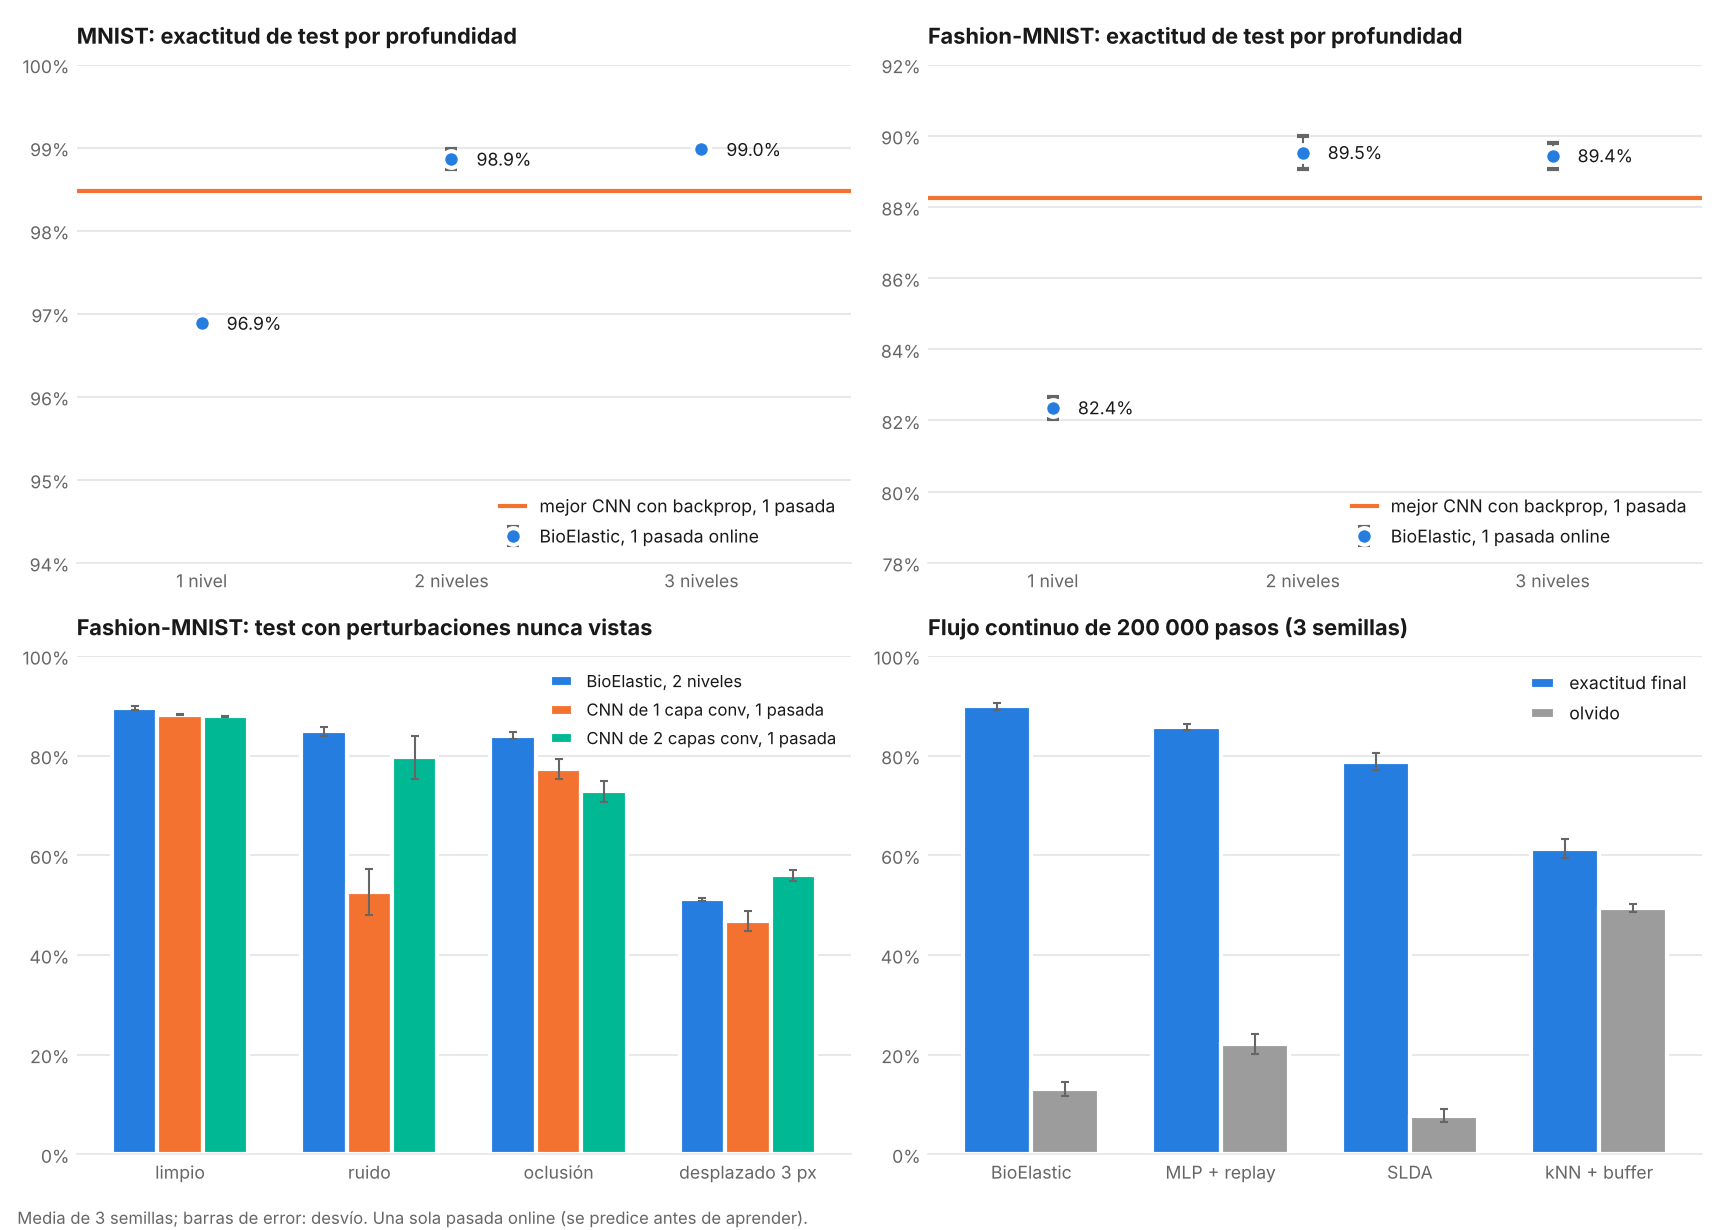 MNIST: exactitud de test por profundidad
100%
99%
98%
97%
96%
95%
94%
98.9%
99.0%
96.9%
mejor CNN con backprop, 1 pasada
BioElastic, 1 pasada online
1 nivel
2 niveles
3 niveles
Fashion-MNIST: exactitud de test por profundidad
92%
90%
88%
86%
84%
82%
80%
78%
89.5%
89.4%
82.4%
mejor CNN con backprop, 1 pasada
BioElastic, 1 pasada online
1 nivel
2 niveles
3 niveles
Fashion-MNIST: test con perturbaciones nunca vistas
100%
80%
60%
40%
20%
0%
BioElastic, 2 niveles
CNN de 1 capa conv, 1 pasada
CNN de 2 capas conv, 1 pasada
limpio
ruido
oclusión
desplazado 3 px
Flujo continuo de 200 000 pasos (3 semillas)
100%
80%
60%
40%
20%
0%
exactitud final
olvido
BioElastic
MLP + replay
SLDA
kNN + buffer
Media de 3 semillas; barras de error: desvío. Una sola pasada online (se predice antes de aprender).